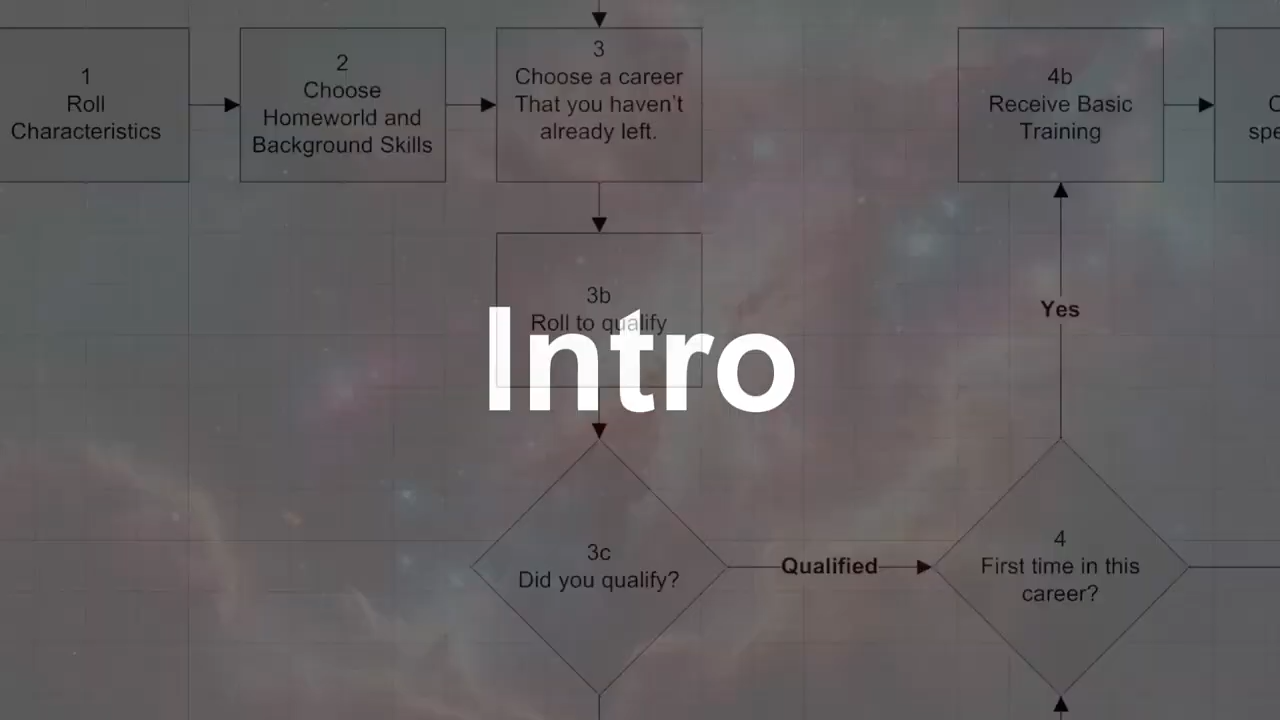 1
Roll
Characteristics
2
Choose
Homeworld and
Background Skills
3
Choose a career
That you haven't
already left.
4b
Receive Basic
Training
3b
Roll to qualify
Yes
Intro
3c
Did you qualify?
Qualified
4
First time in this
career?